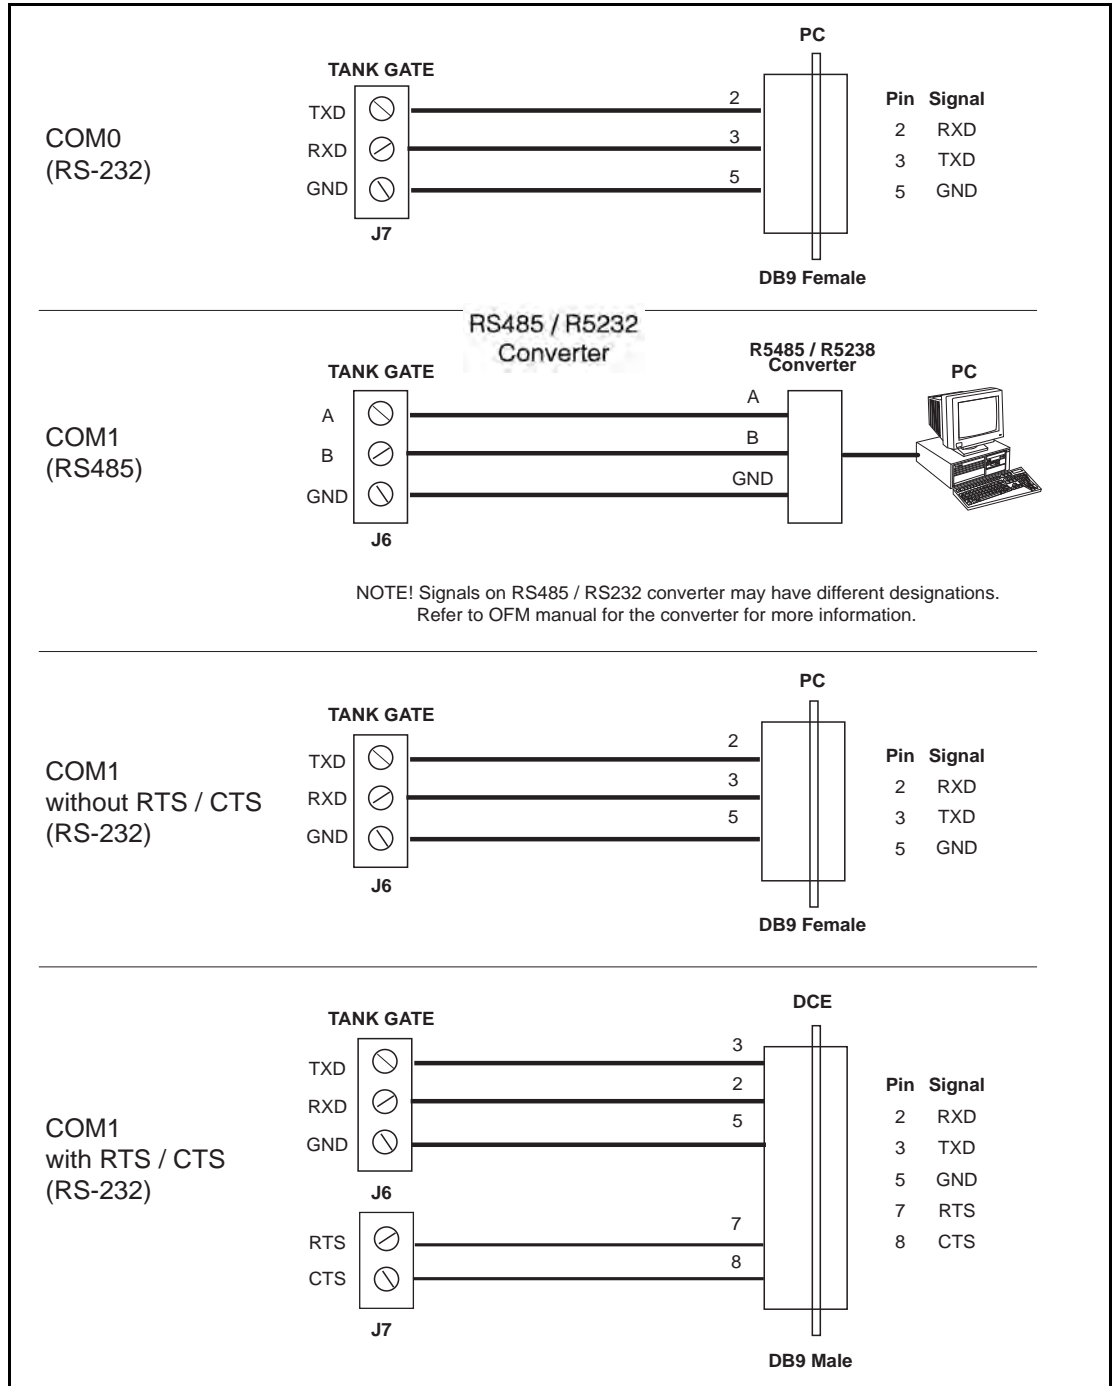 PC
TANK GATE
COM0
(RS-232)
TXD
RXD
GND
J7
2
3
5
DB9 Female
Pin Signal
2 RXD
3 TXD
5 GND
RS485 / R5232
Converter
R5485 / R5238
Converter
PC
TANK GATE
COM1
(RS485)
A
B
GND
J6
A
B
GND
NOTE! Signals on RS485 / RS232 converter may have different designations.
Refer to OFM manual for the converter for more information.
PC
TANK GATE
COM1
without RTS / CTS
(RS-232)
TXD
RXD
GND
J6
2
3
5
DB9 Female
Pin Signal
2 RXD
3 TXD
5 GND
DCE
TANK GATE
COM1
with RTS / CTS
(RS-232)
TXD
RXD
GND
J6
RTS
CTS
J7
3
2
5
7
8
DB9 Male
Pin Signal
2 RXD
3 TXD
5 GND
7 RTS
8 CTS